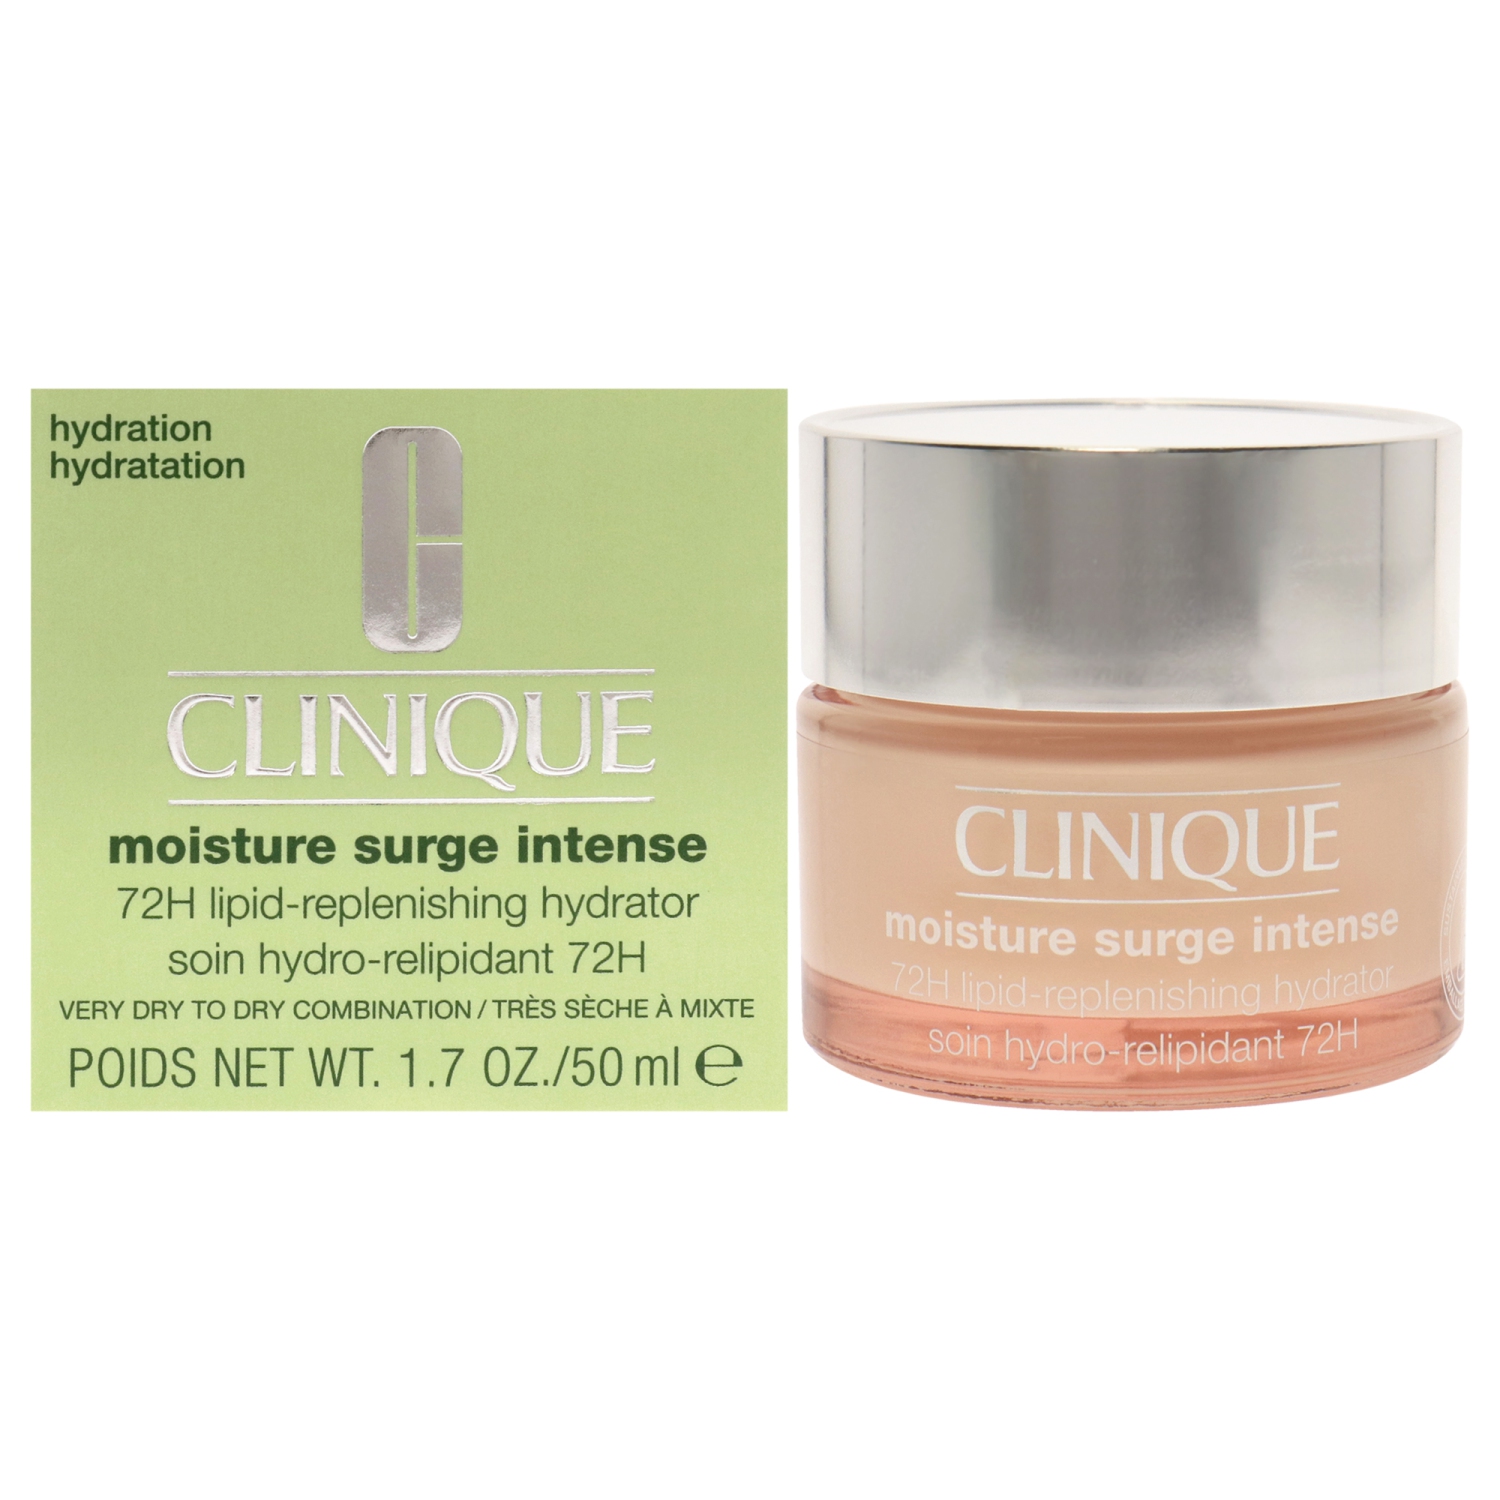 hydration
hydratation
CLINIQUE
moisture surge intense
72H lipid-replenishing hydrator
soin hydro-relipidant 72H
VERY DRY TO DRY COMBINATION / TRÈS SÈCHE À MIXTE
POIDS NET WT. 1.7 OZ./50 ml ℮
CLINIQUE
moisture surge intense
72H lipid-replenishing hydrator
soin hydro-relipidant 72H